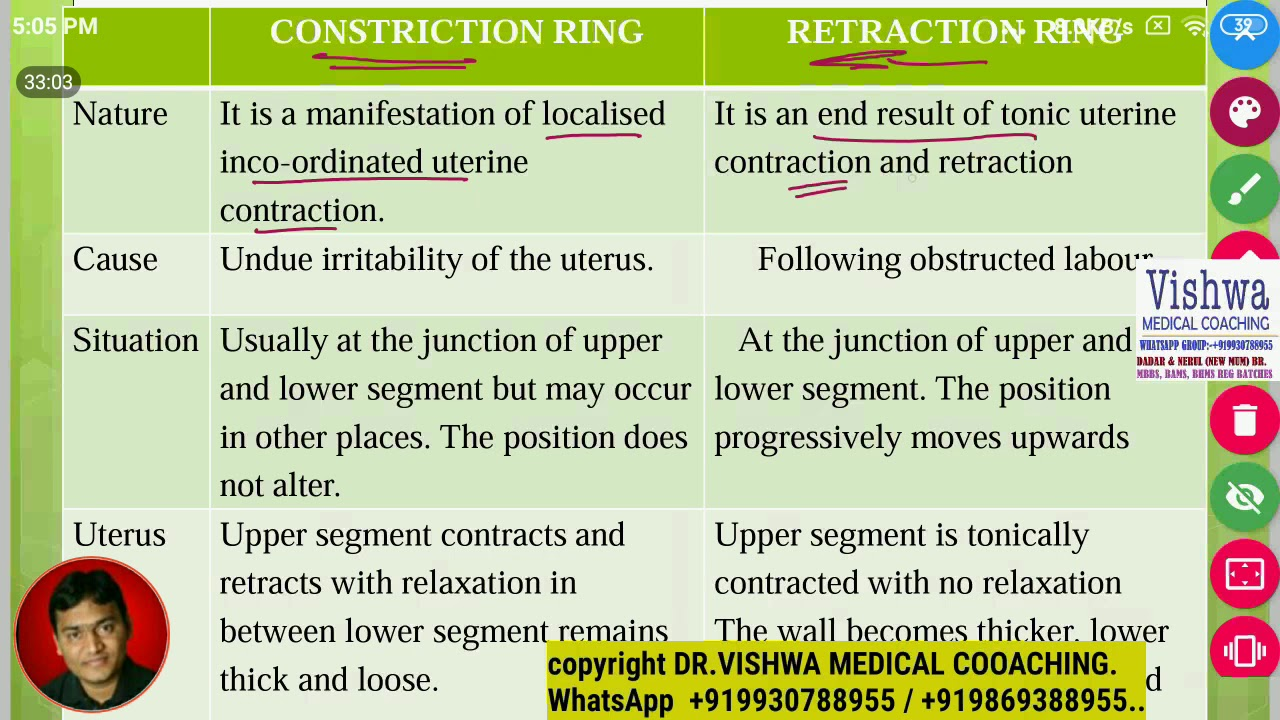 5:05 PM
8.0KB/s
39
33:03
CONSTRICTION RING
RETRACTION RING
Nature
It is a manifestation of localised
inco-ordinated uterine
contraction.
It is an end result of tonic uterine
contraction and retraction
Cause
Undue irritability of the uterus.
Following obstructed labour
Situation
Usually at the junction of upper
and lower segment but may occur
in other places. The position does
not alter.
At the junction of upper and
lower segment. The position
progressively moves upwards
Uterus
Upper segment contracts and
retracts with relaxation in
between lower segment remains
thick and loose.
Upper segment is tonically
contracted with no relaxation
The wall becomes thicker, lower
Vishwa
MEDICAL COACHING
WHATSAPP GROUP:-+919930788955
DADAR & NERUL (NEW MUM) BR.
MBBS, BAMS, BHMS REG BATCHES
copyright DR.VISHWA MEDICAL COOACHING.
WhatsApp +919930788955 / +919869388955..